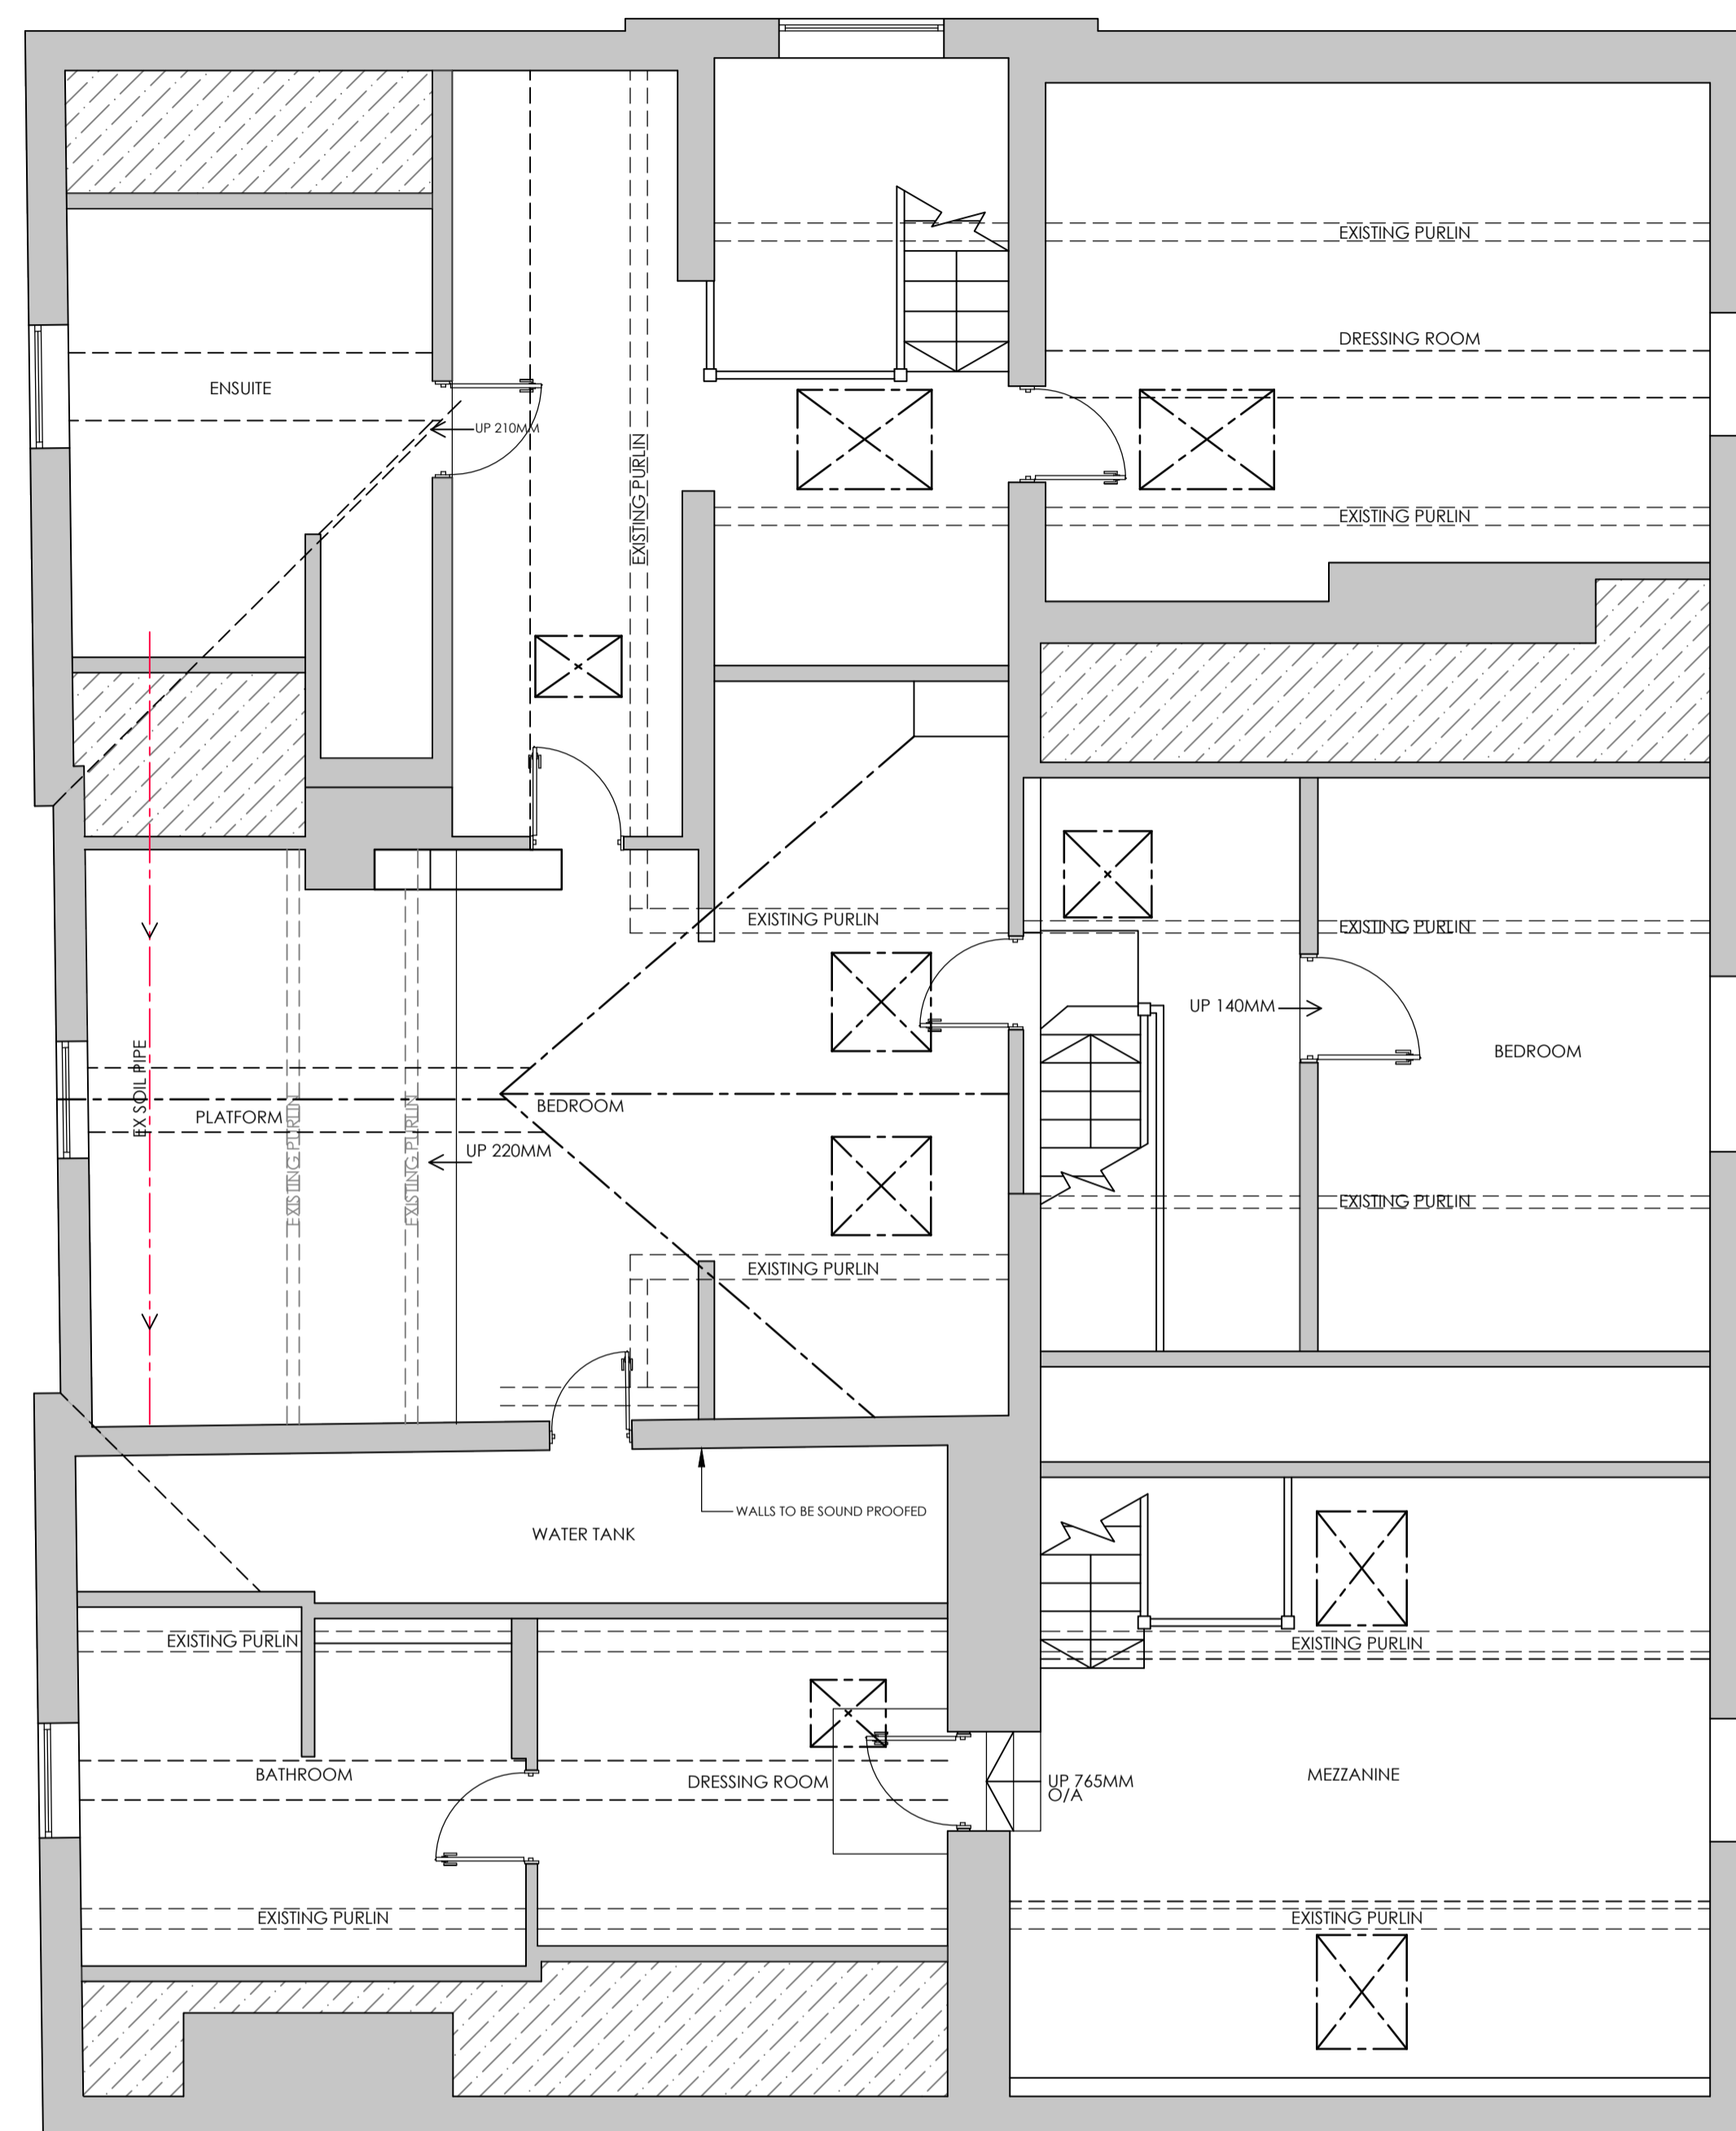 EXISTING PURLIN
DRESSING ROOM
ENSUITE
UP 210MM
EXISTING PURLIN
EXISTING PURLIN
EXISTING PURLIN
EXISTING PURLIN
UP 140MM
BEDROOM
EX SOIL PIPE
PLATFORM
EXISTING PURLIN
EXISTING PURLIN
BEDROOM
UP 220MM
EXISTING PURLIN
EXISTING PURLIN
WALLS TO BE SOUND PROOFED
WATER TANK
EXISTING PURLIN
EXISTING PURLIN
BATHROOM
DRESSING ROOM
UP 765MM
O/A
MEZZANINE
EXISTING PURLIN
EXISTING PURLIN